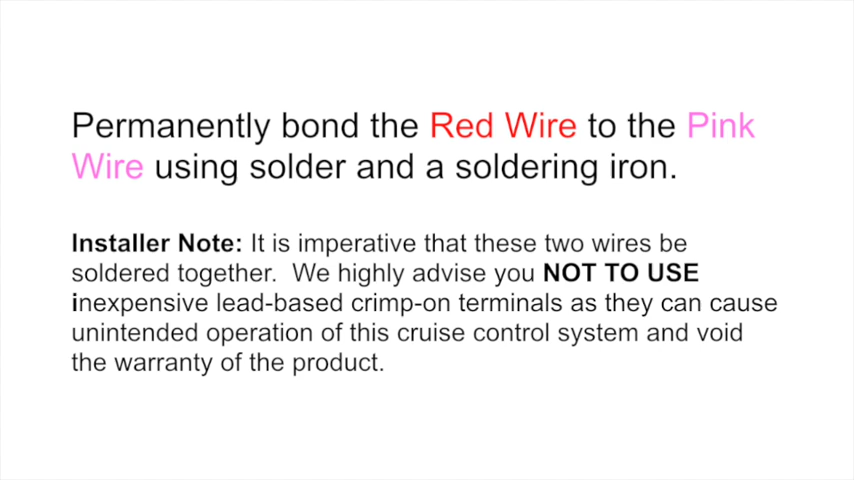 Permanently bond the Red Wire to the Pink
Wire using solder and a soldering iron.
Installer Note: It is imperative that these two wires be
soldered together.  We highly advise you NOT TO USE
inexpensive lead-based crimp-on terminals as they can cause
unintended operation of this cruise control system and void
the warranty of the product.